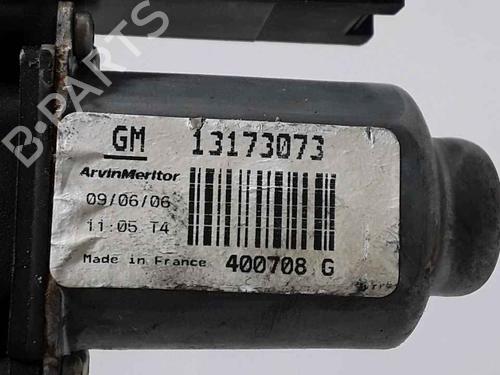 B-PARTS
GM 13173073
ArvinMeritor
09/06/06
11:05 T4
Made in France 400708 G